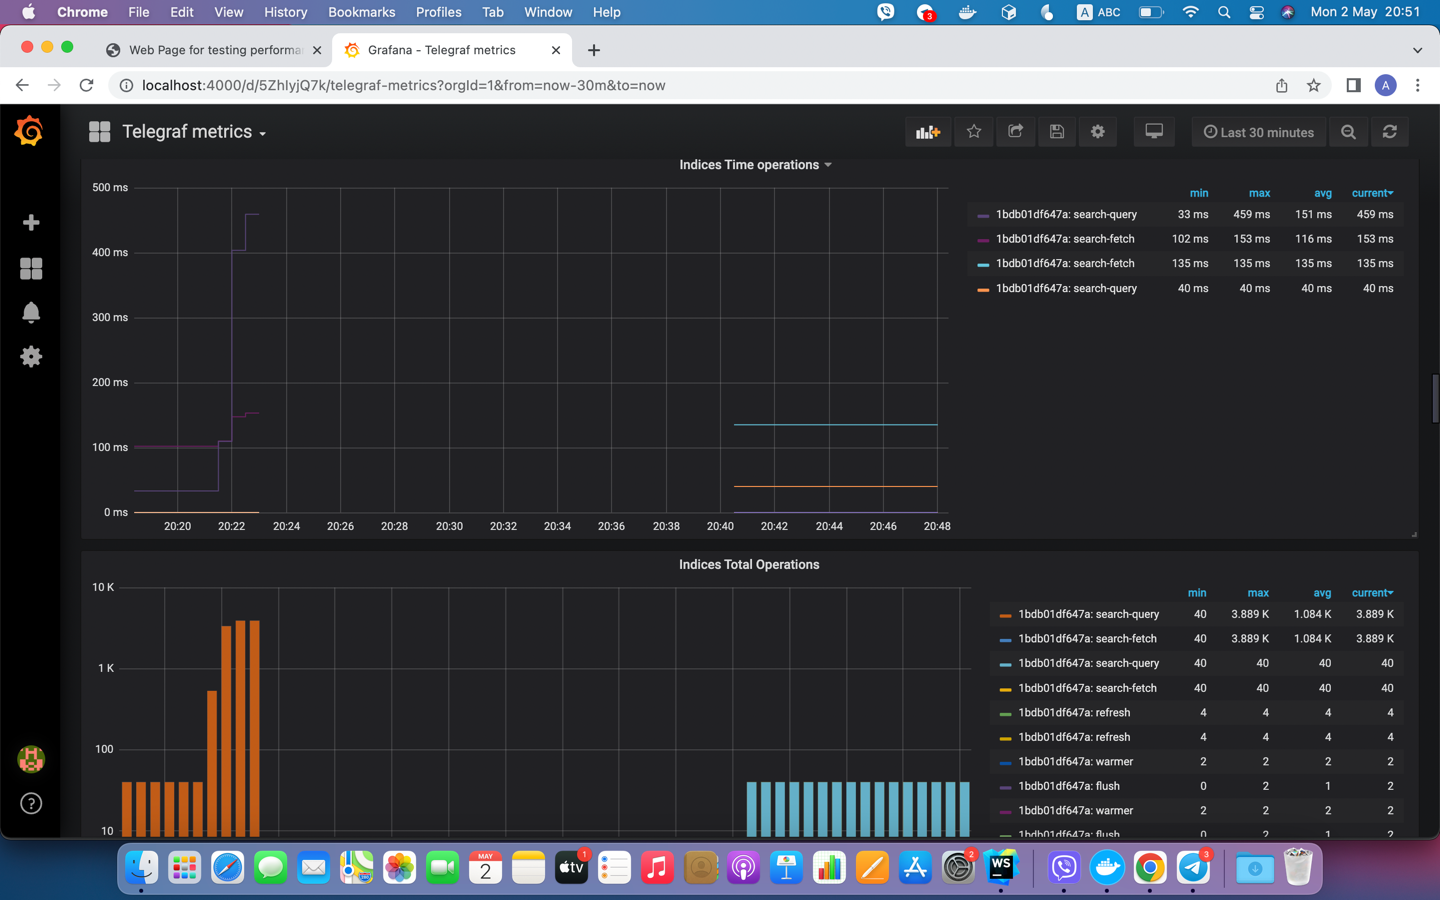 Chrome File Edit View History Bookmarks Profiles Tab Window Help 3 A ABC Mon 2 May 20:51
Web Page for testing performa Grafana - Telegraf metrics
localhost:4000/d/5ZhIyjQ7k/telegraf-metrics?orgId=1&from=now-30m&to=now A
Telegraf metrics Last 30 minutes
Indices Time operations
500 ms
400 ms
300 ms
200 ms
100 ms
0 ms
20:20 20:22 20:24 20:26 20:28 20:30 20:32 20:34 20:36 20:38 20:40 20:42 20:44 20:46 20:48
min max avg current
1bdb01df647a: search-query 33 ms 459 ms 151 ms 459 ms
1bdb01df647a: search-fetch 102 ms 153 ms 116 ms 153 ms
1bdb01df647a: search-fetch 135 ms 135 ms 135 ms 135 ms
1bdb01df647a: search-query 40 ms 40 ms 40 ms 40 ms
Indices Total Operations
10 K
1 K
100
10
min max avg current
1bdb01df647a: search-query 40 3.889 K 1.084 K 3.889 K
1bdb01df647a: search-fetch 40 3.889 K 1.084 K 3.889 K
1bdb01df647a: search-query 40 40 40 40
1bdb01df647a: search-fetch 40 40 40 40
1bdb01df647a: refresh 4 4 4 4
1bdb01df647a: refresh 4 4 4 4
1bdb01df647a: warmer 2 2 2 2
1bdb01df647a: flush 0 2 1 2
1bdb01df647a: warmer 2 2 2 2
1bdb01df647a: flush 0 2 1 2
MAY
2
tv
1
2
WS
3